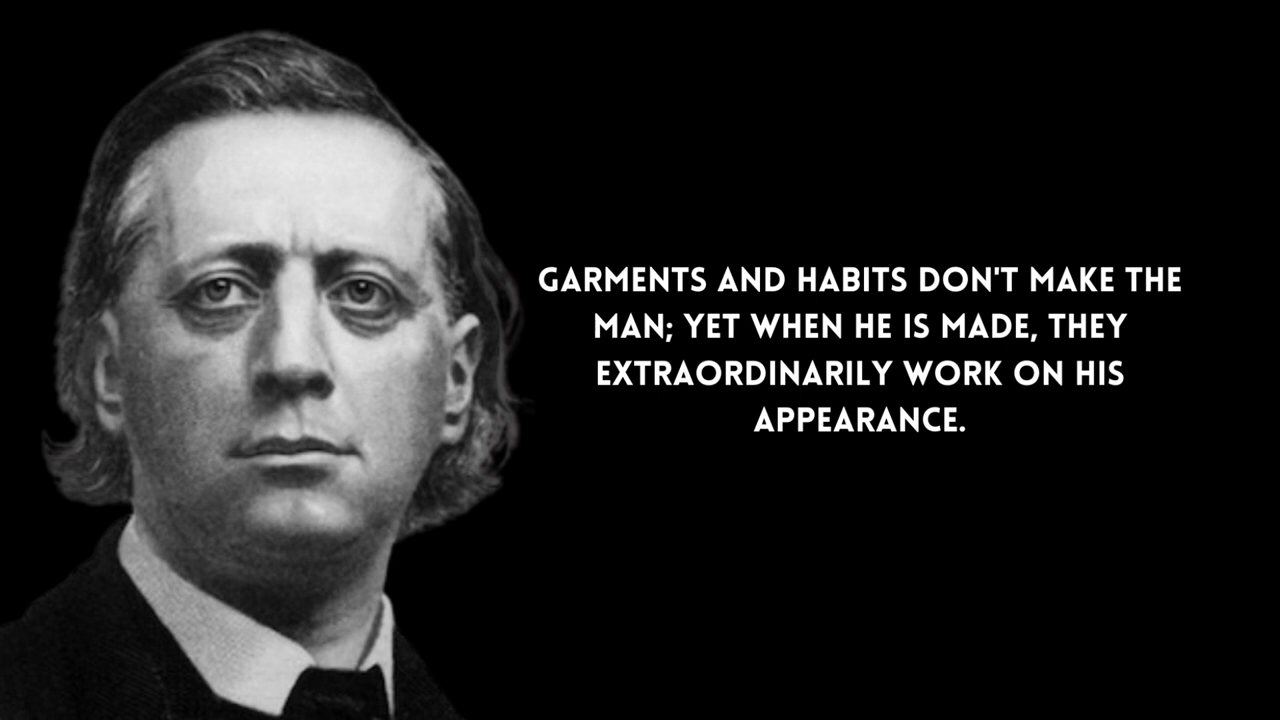 GARMENTS AND HABITS DON'T MAKE THE
MAN; YET WHEN HE IS MADE, THEY
EXTRAORDINARILY WORK ON HIS
APPEARANCE.